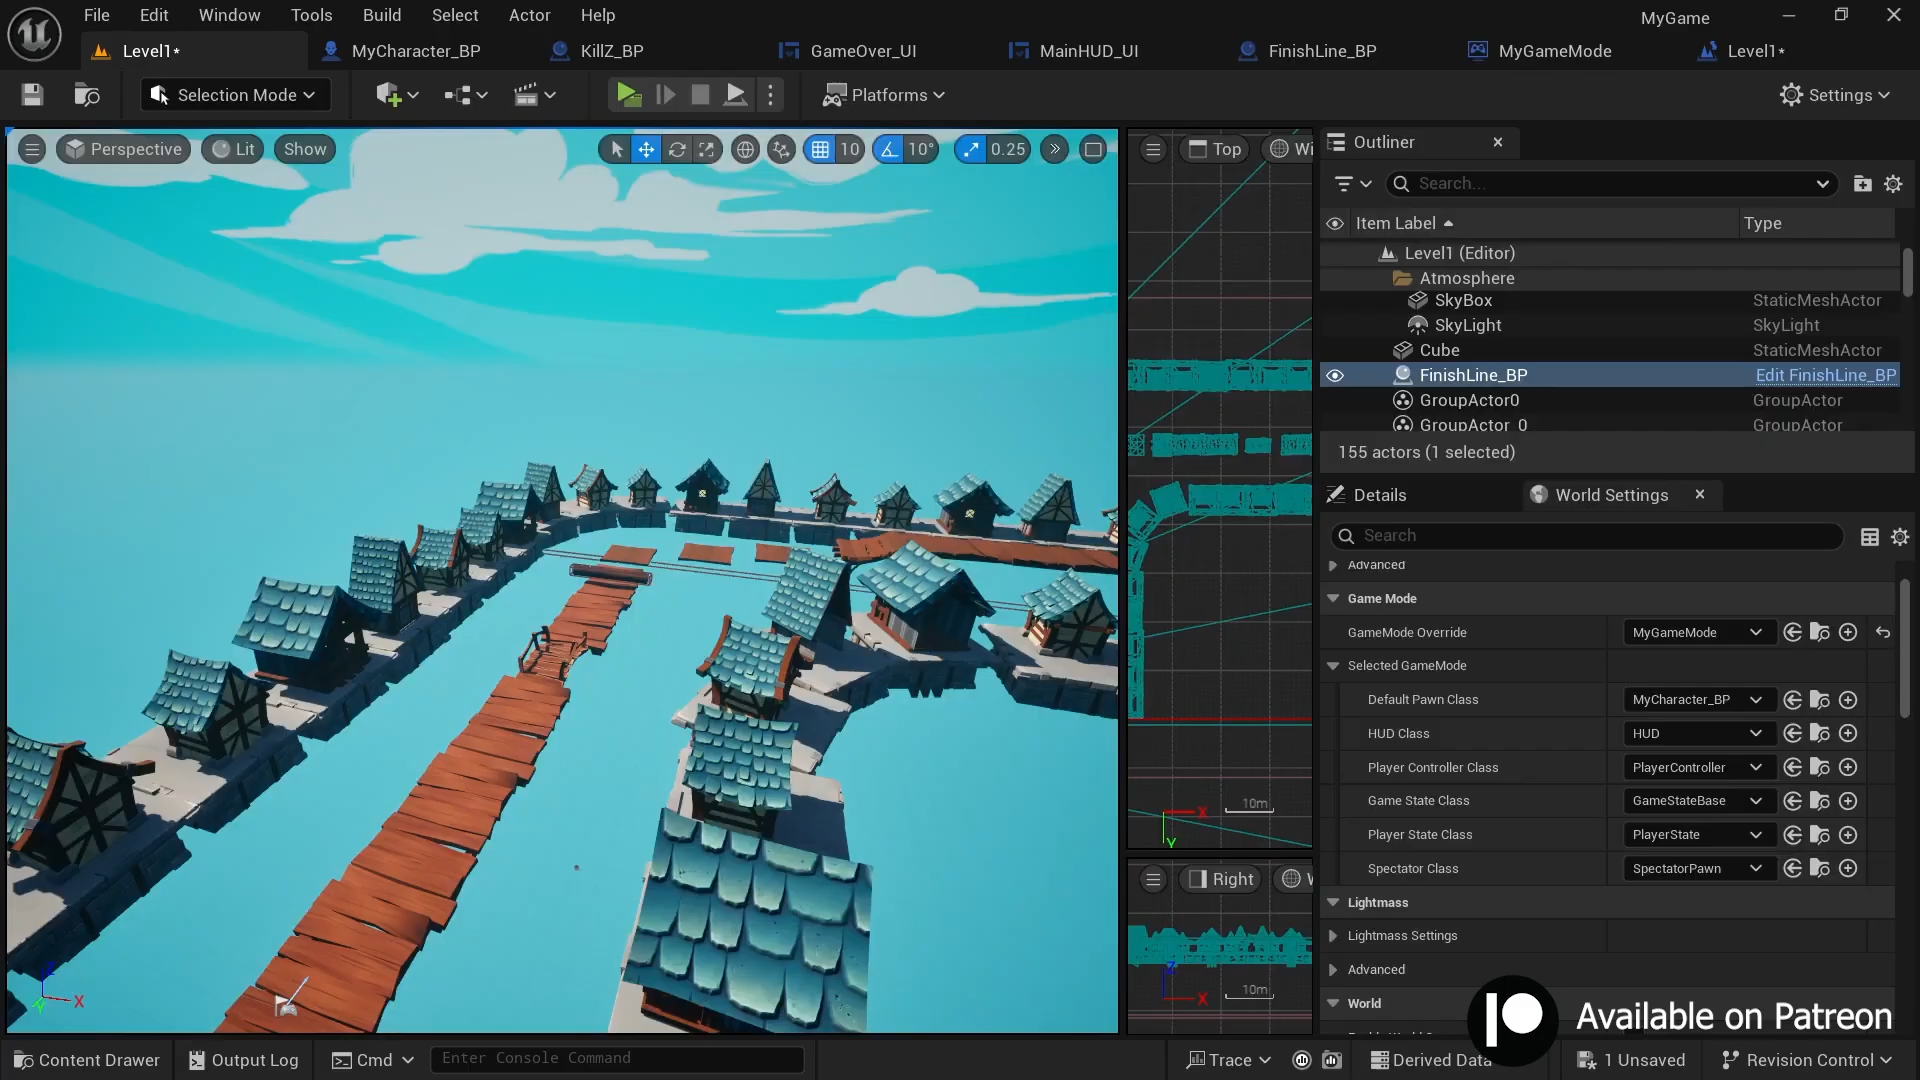 File Edit Window Tools Build Select Actor Help
MyGame
Level1*
MyCharacter_BP
KillZ_BP
GameOver_UI
MainHUD_UI
FinishLine_BP
MyGameMode
Level1*
Selection Mode
Platforms
Settings
Perspective
Lit
Show
10
10°
0.25
Top
Wi
Outliner
Search...
Item Label
Type
Level1 (Editor)
Atmosphere
SkyBox StaticMeshActor
SkyLight SkyLight
Cube StaticMeshActor
FinishLine_BP Edit FinishLine_BP
GroupActor0 GroupActor
GroupActor_0 GroupActor
155 actors (1 selected)
Details
World Settings
Search
Advanced
Game Mode
GameMode Override MyGameMode
Selected GameMode
Default Pawn Class MyCharacter_BP
HUD Class HUD
Player Controller Class PlayerController
Game State Class GameStateBase
Player State Class PlayerState
Spectator Class SpectatorPawn
Lightmass
Lightmass Settings
Advanced
World
10m
X
Y
Right
10m
Z
X
X
Y
Available on Patreon
Content Drawer
Output Log
Cmd
Enter Console Command
Trace
Derived Data
1 Unsaved
Revision Control